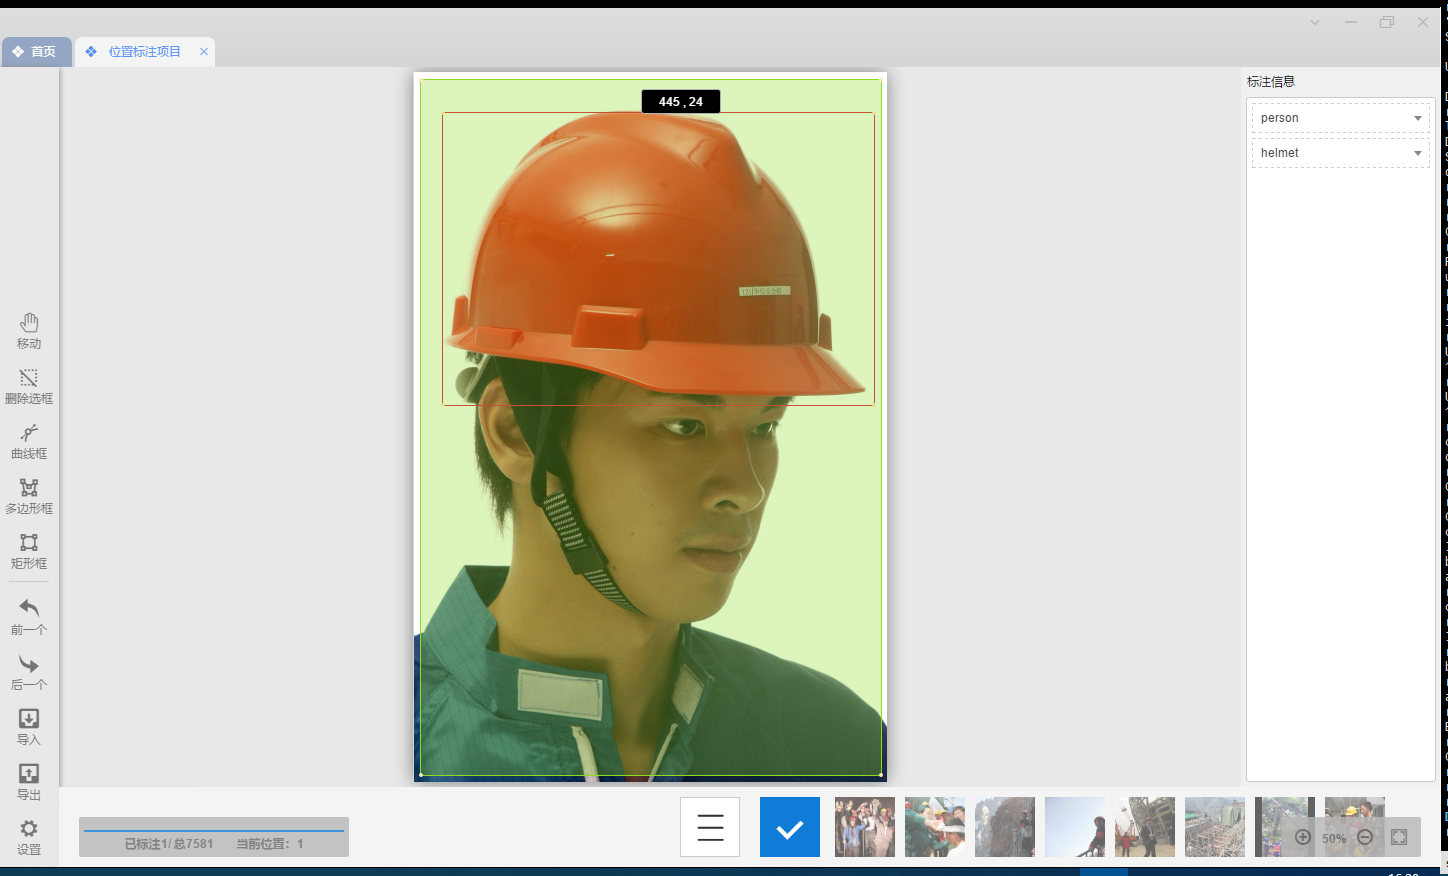 首页
位置标注项目
标注信息
445 , 24
person
helmet
移动
删除选框
曲线框
多边形框
矩形框
前一个
后一个
导入
导出
设置
已标注1/总7581 当前位置：1
50%